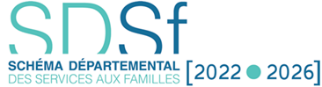 SDSf
SCHÉMA DÉPARTEMENTAL
DES SERVICES AUX FAMILLES [2022 ● 2026]